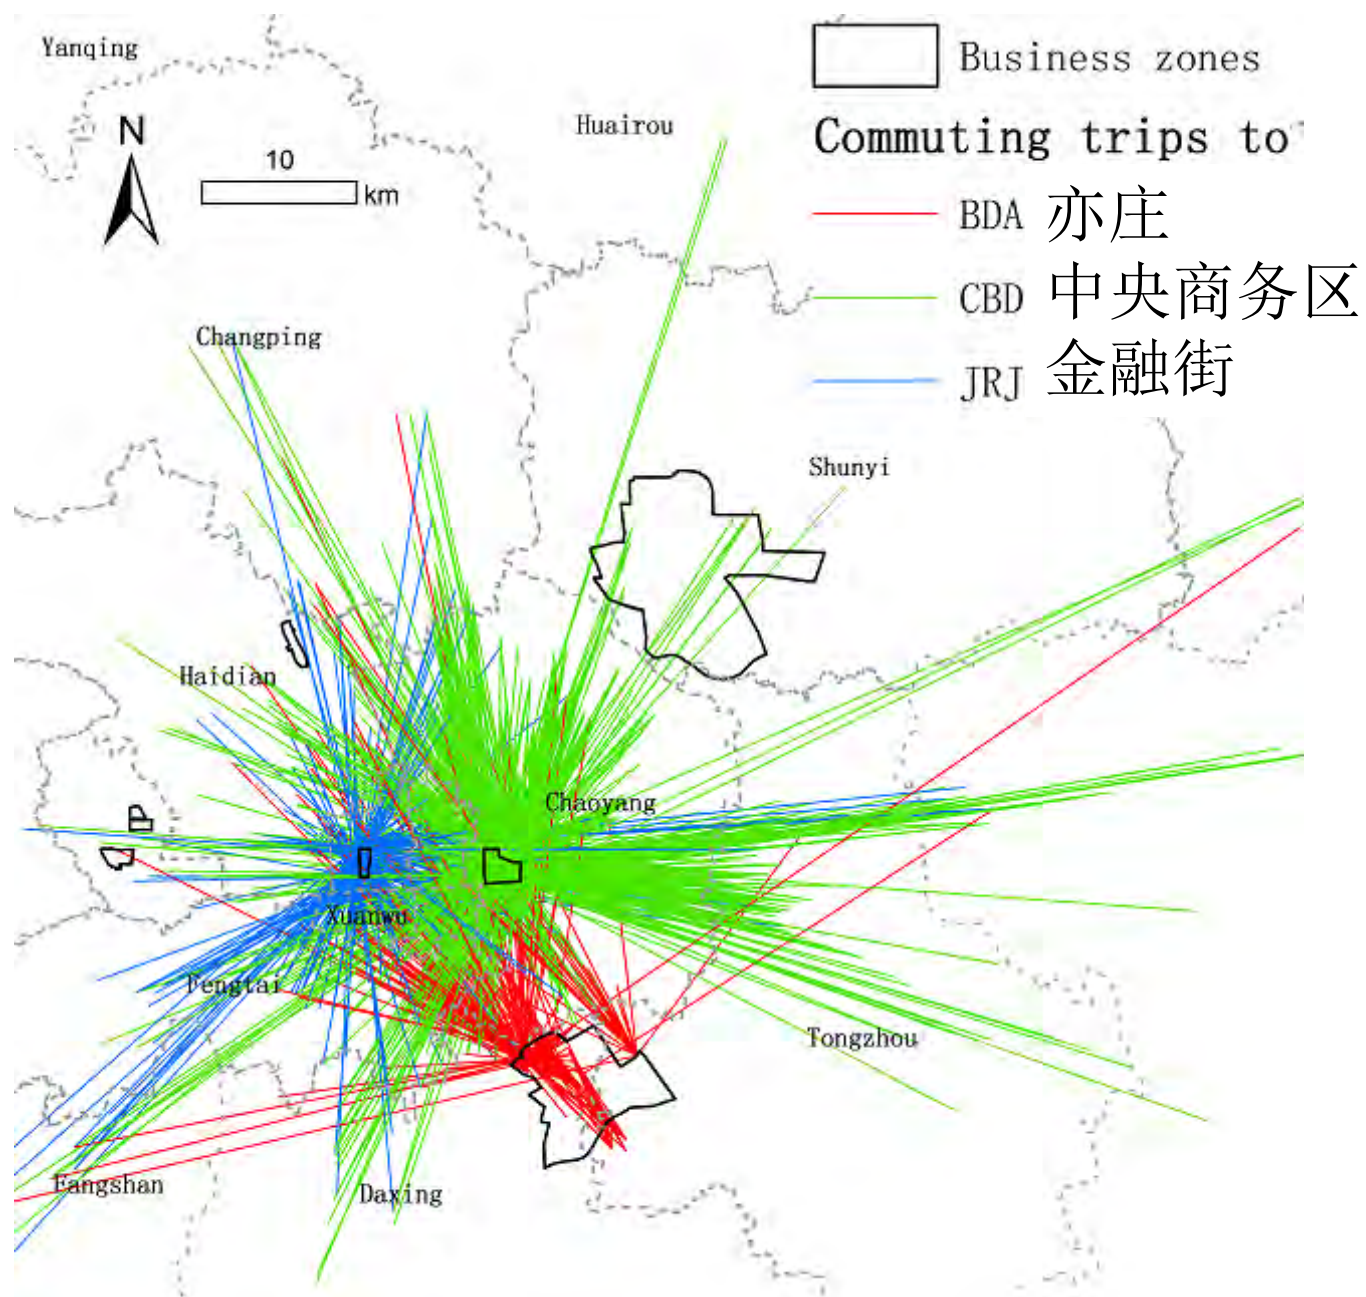 Yanqing
Business zones
N
Huairou
Commuting trips to
10
km
BDA 亦庄
CBD 中央商务区
Changping
JRJ 金融街
Shunyi
Haidian
Chaoyang
Xuanwu
Fengtai
Tongzhou
Fangshan
Daxing